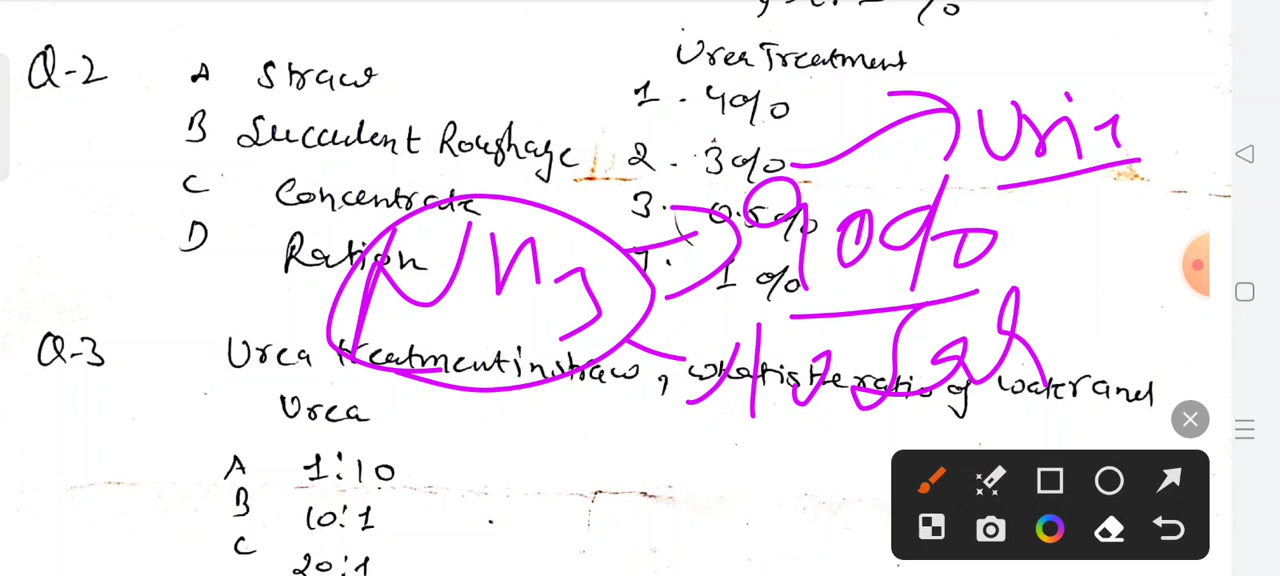 Urea Treatment
Q-2
A Straw 1. 4%
B Succulent Roughage 2. 3%
C Concentrate 3. 0.5%
D Ration 4. 1%
NH3
90%
Q-3 Urea treatment in straw, what is the ratio of water and
Urea
A 1:10
B 10:1
C 20:1